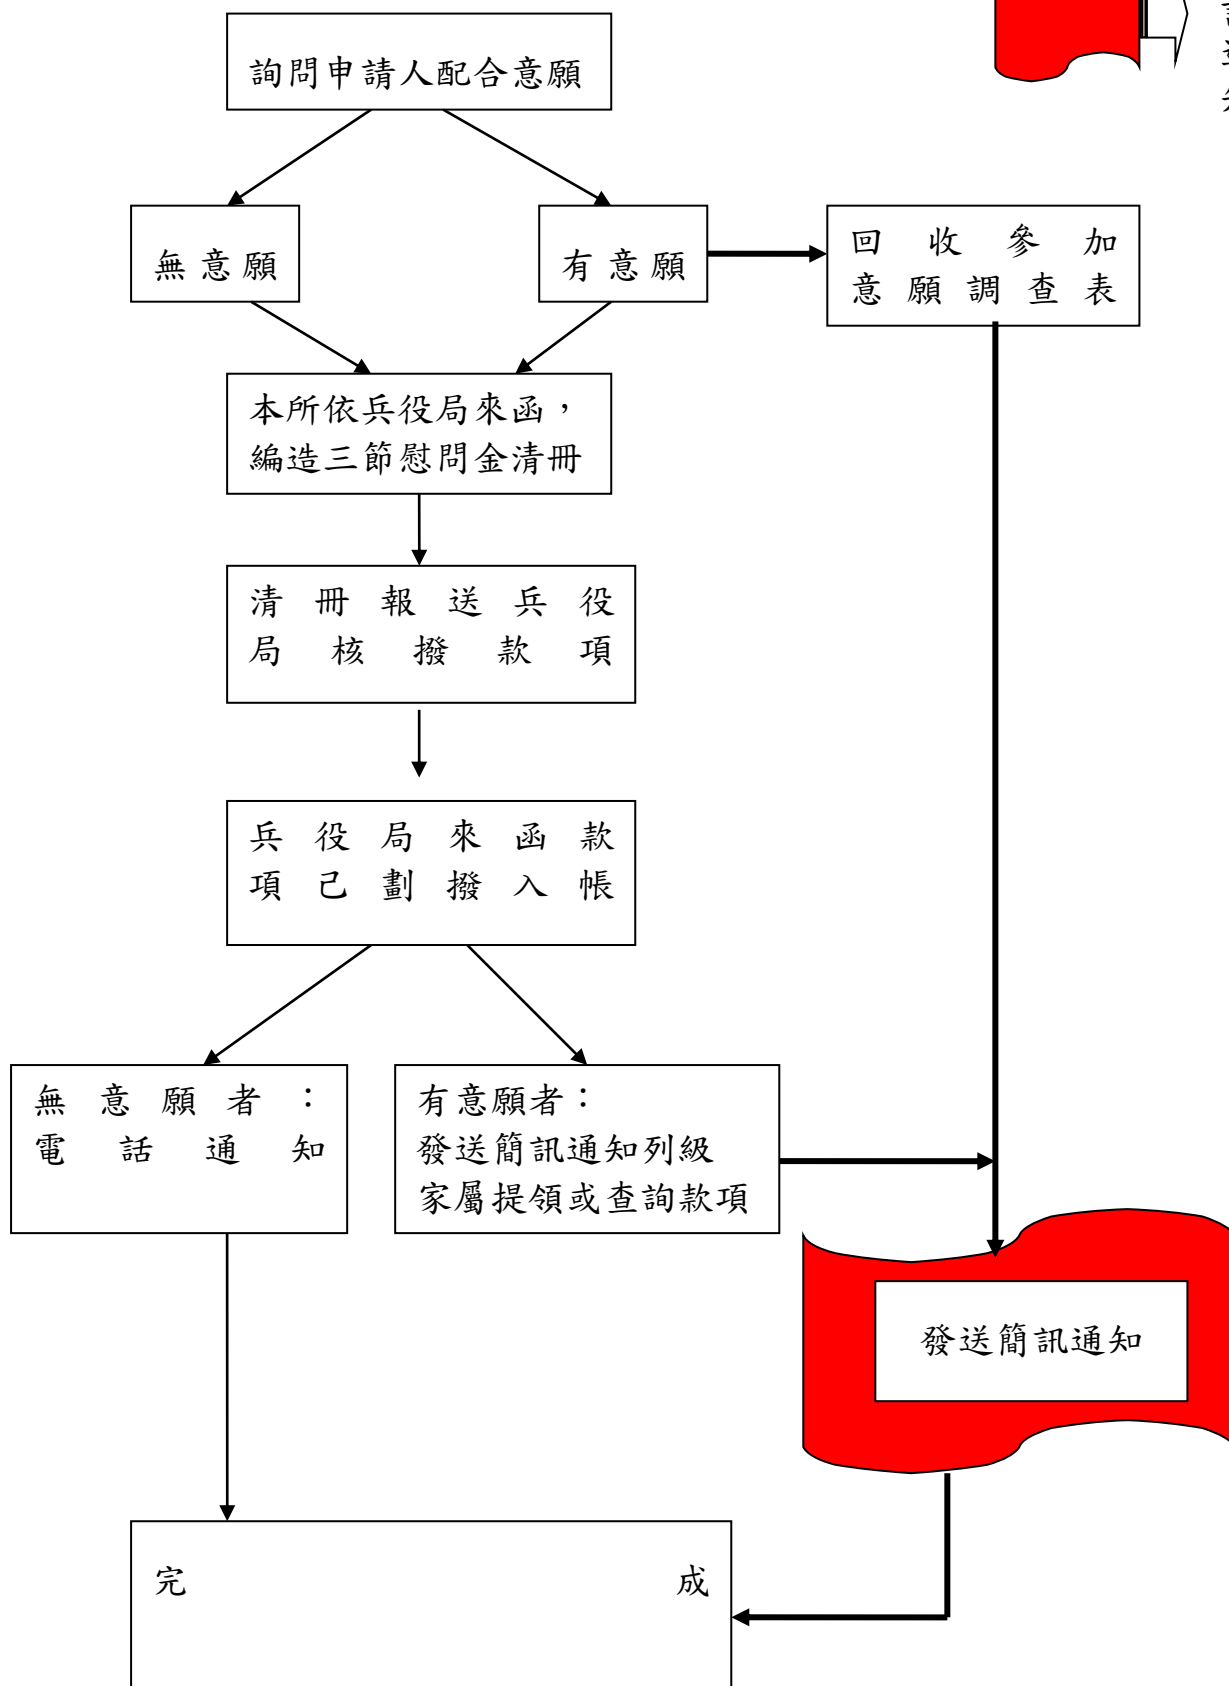 詢問申請人配合意願
無意願
有意願
回收參加
意願調查表
本所依兵役局來函，
編造三節慰問金清冊
清冊報送兵役
局核撥款項
兵役局來函款
項己劃撥入帳
無意願者：
電話通知
有意願者：
發送簡訊通知列級
家屬提領或查詢款項
發送簡訊通知
完成